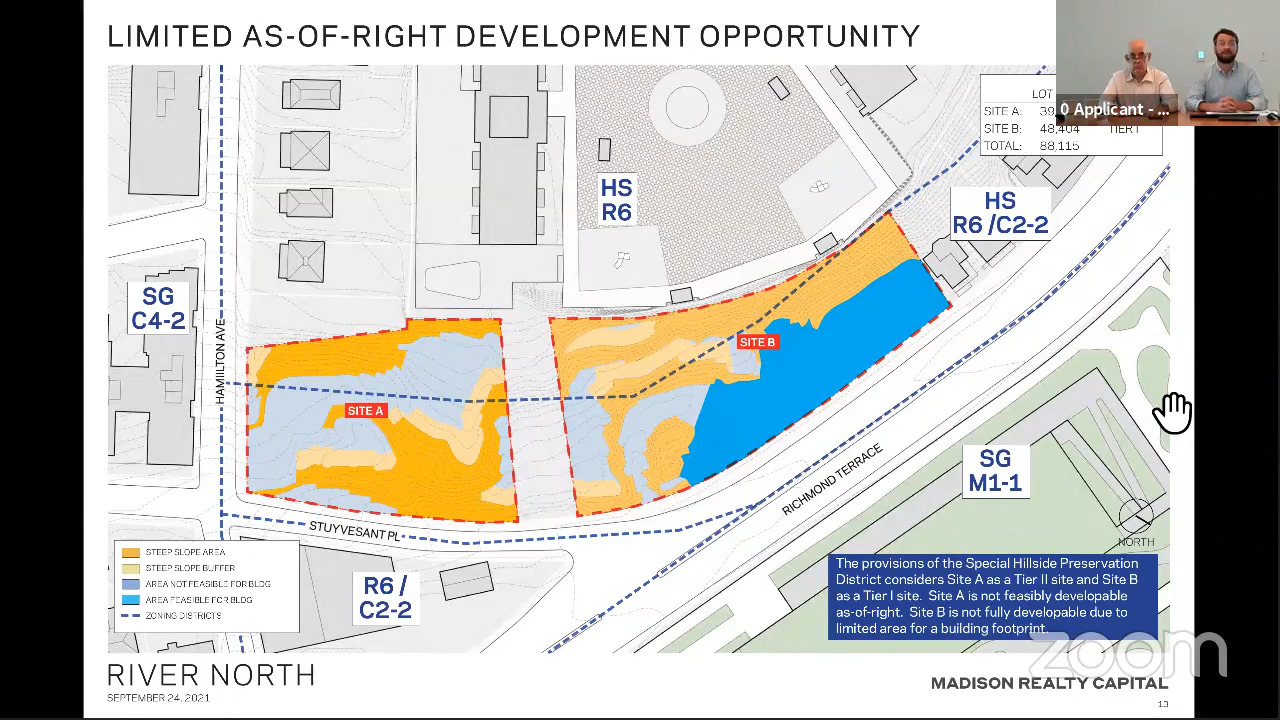 LIMITED AS-OF-RIGHT DEVELOPMENT OPPORTUNITY
0 Applicant - ...
LOT
SITE A: 39,
SITE B: 48,404 TIER I
TOTAL: 88,115
HS
R6
HS
R6 /C2-2
SG
C4-2
HAMILTON AVE
SITE A
SITE B
STUYVESANT PL
RICHMOND TERRACE
SG
M1-1
NORTH
R6 /
C2-2
STEEP SLOPE AREA
STEEP SLOPE BUFFER
AREA NOT FEASIBLE FOR BLDG
AREA FEASIBLE FOR BLDG
ZONING DISTRICTS
The provisions of the Special Hillside Preservation
District considers Site A as a Tier II site and Site B
as a Tier I site. Site A is not feasibly developable
as-of-right. Site B is not fully developable due to
limited area for a building footprint.
zoom
RIVER NORTH
SEPTEMBER 24, 2021
MADISON REALTY CAPITAL
13